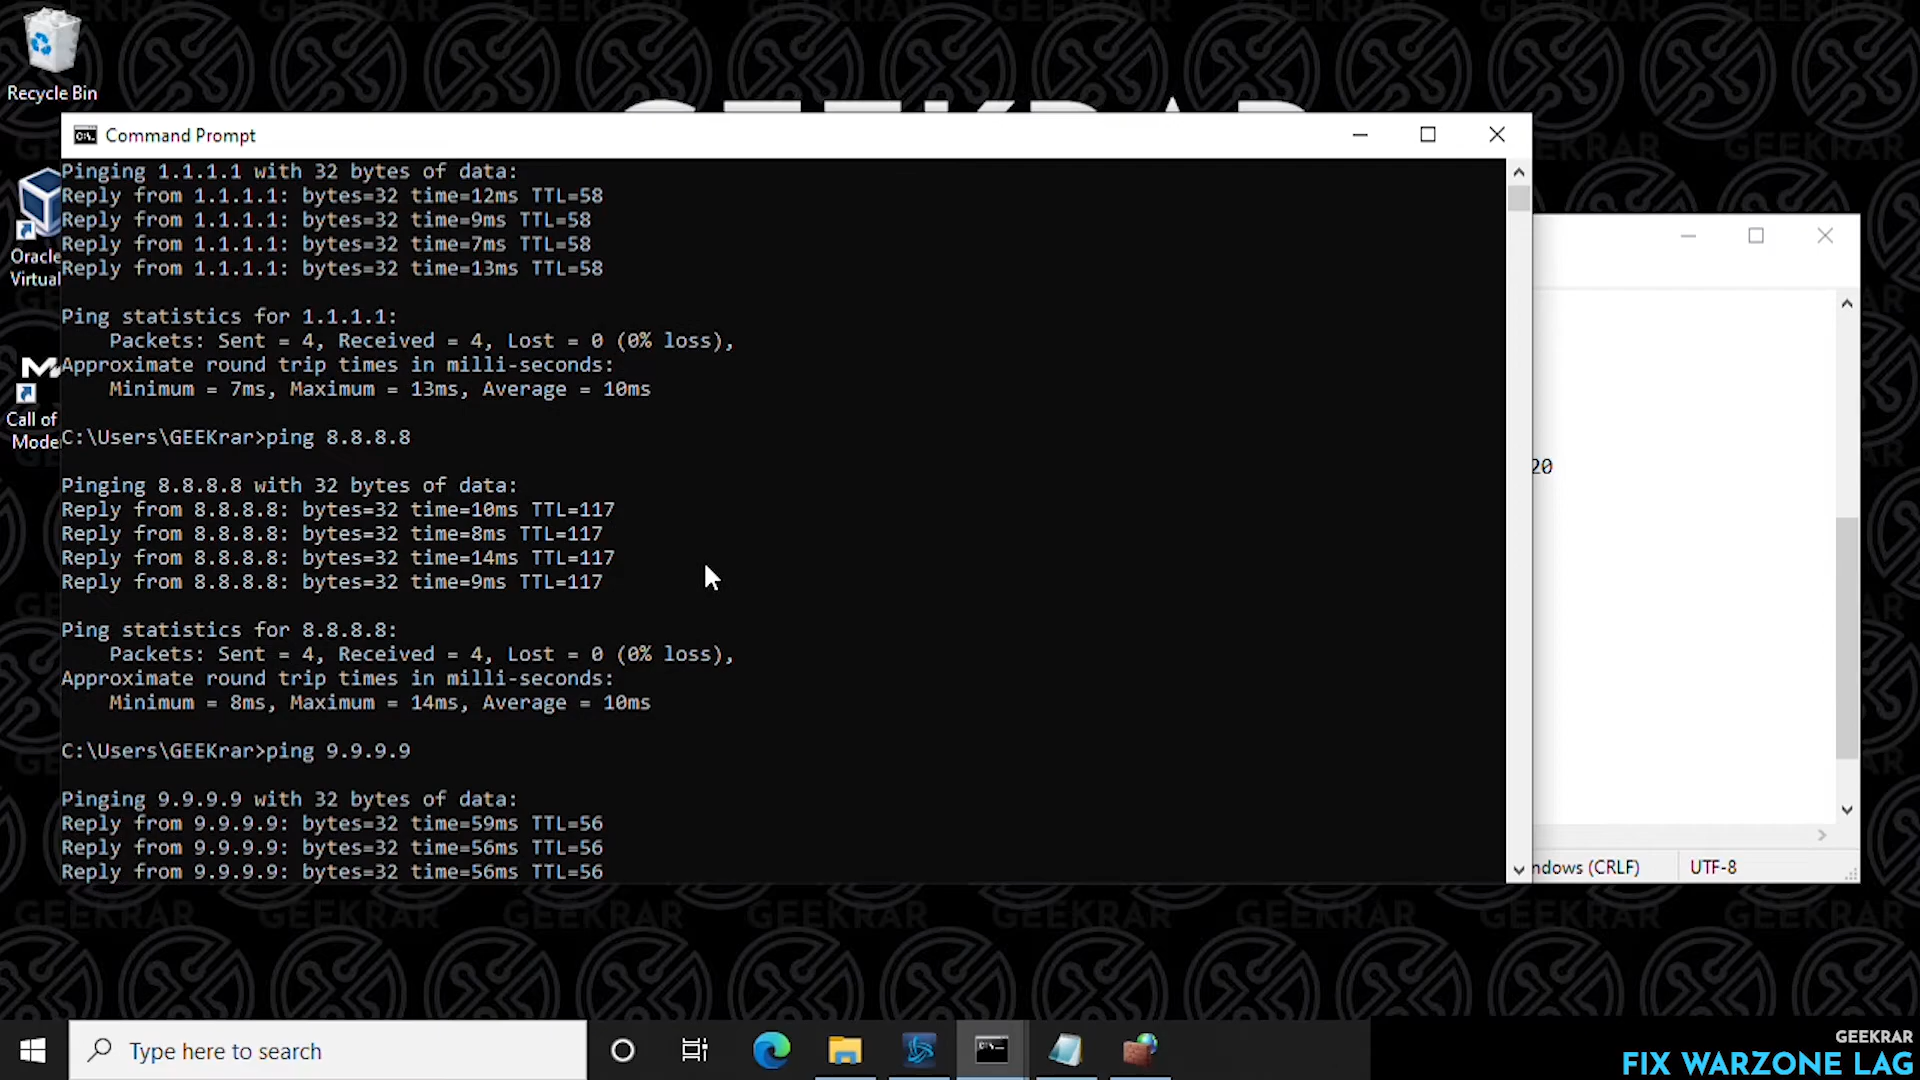 Recycle Bin
Oracle
Virtual
Call of
Mode
Command Prompt
Pinging 1.1.1.1 with 32 bytes of data:
Reply from 1.1.1.1: bytes=32 time=12ms TTL=58
Reply from 1.1.1.1: bytes=32 time=9ms TTL=58
Reply from 1.1.1.1: bytes=32 time=7ms TTL=58
Reply from 1.1.1.1: bytes=32 time=13ms TTL=58
Ping statistics for 1.1.1.1:
Packets: Sent = 4, Received = 4, Lost = 0 (0% loss),
Approximate round trip times in milli-seconds:
Minimum = 7ms, Maximum = 13ms, Average = 10ms
C:\Users\GEEKrar>ping 8.8.8.8
Pinging 8.8.8.8 with 32 bytes of data:
Reply from 8.8.8.8: bytes=32 time=10ms TTL=117
Reply from 8.8.8.8: bytes=32 time=8ms TTL=117
Reply from 8.8.8.8: bytes=32 time=14ms TTL=117
Reply from 8.8.8.8: bytes=32 time=9ms TTL=117
Ping statistics for 8.8.8.8:
Packets: Sent = 4, Received = 4, Lost = 0 (0% loss),
Approximate round trip times in milli-seconds:
Minimum = 8ms, Maximum = 14ms, Average = 10ms
C:\Users\GEEKrar>ping 9.9.9.9
Pinging 9.9.9.9 with 32 bytes of data:
Reply from 9.9.9.9: bytes=32 time=59ms TTL=56
Reply from 9.9.9.9: bytes=32 time=56ms TTL=56
Reply from 9.9.9.9: bytes=32 time=56ms TTL=56
20
ndows (CRLF)
UTF-8
GEEKRAR GEEKRAR GEEKRAR GEEKRAR GEEKRAR GEEKRAR GEEKRAR GEEKRAR
Type here to search
GEEKRAR
FIX WARZONE LAG